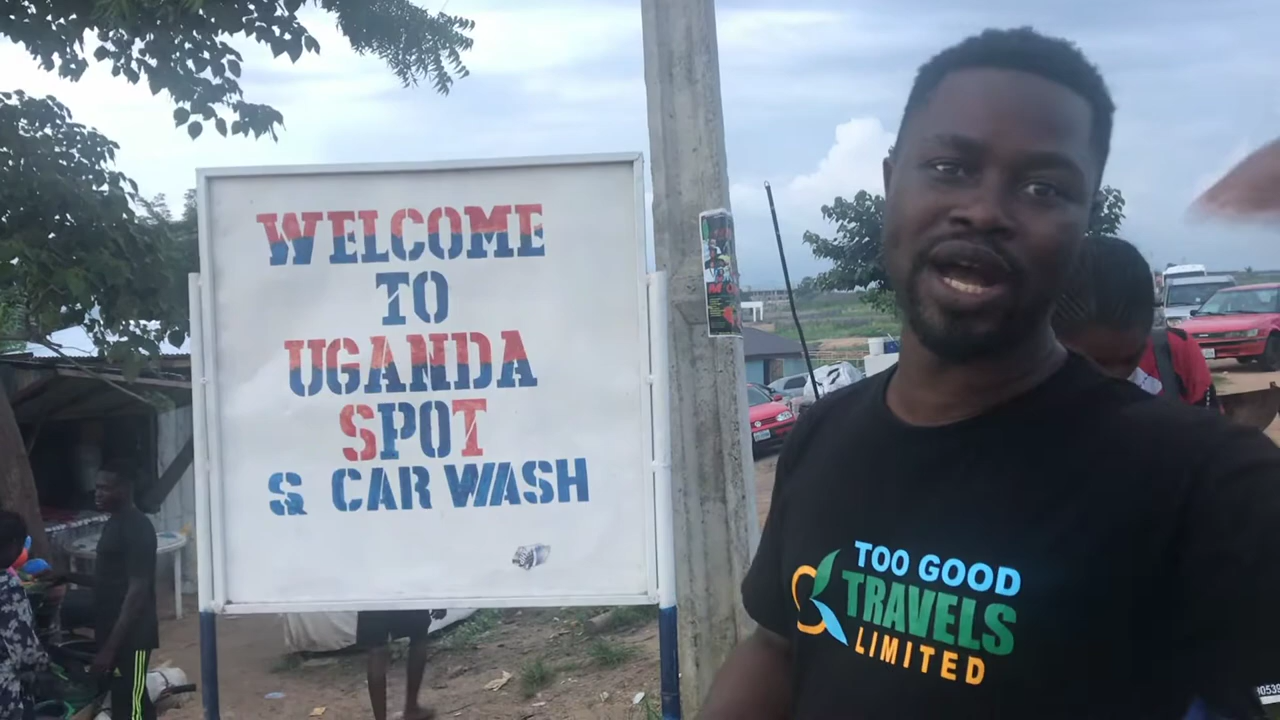 WELCOME
TO
UGANDA
SPOT
& CAR WASH
TOO GOOD
TRAVELS
LIMITED